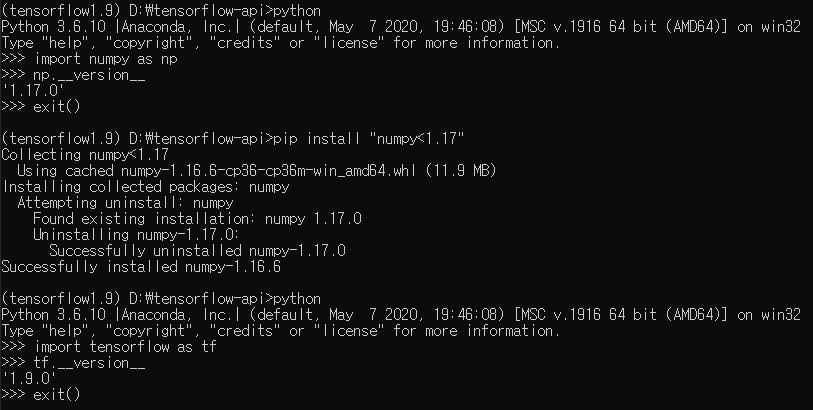 (tensorflow1.9) D:₩tensorflow-api>python
Python 3.6.10 |Anaconda, Inc.| (default, May  7 2020, 19:46:08) [MSC v.1916 64 bit (AMD64)] on win32
Type "help", "copyright", "credits" or "license" for more information.
>>> import numpy as np
>>> np.__version__
'1.17.0'
>>> exit()
(tensorflow1.9) D:₩tensorflow-api>pip install "numpy<1.17"
Collecting numpy<1.17
  Using cached numpy-1.16.6-cp36-cp36m-win_amd64.whl (11.9 MB)
Installing collected packages: numpy
  Attempting uninstall: numpy
    Found existing installation: numpy 1.17.0
    Uninstalling numpy-1.17.0:
      Successfully uninstalled numpy-1.17.0
Successfully installed numpy-1.16.6
(tensorflow1.9) D:₩tensorflow-api>python
Python 3.6.10 |Anaconda, Inc.| (default, May  7 2020, 19:46:08) [MSC v.1916 64 bit (AMD64)] on win32
Type "help", "copyright", "credits" or "license" for more information.
>>> import tensorflow as tf
>>> tf.__version__
'1.9.0'
>>> exit()